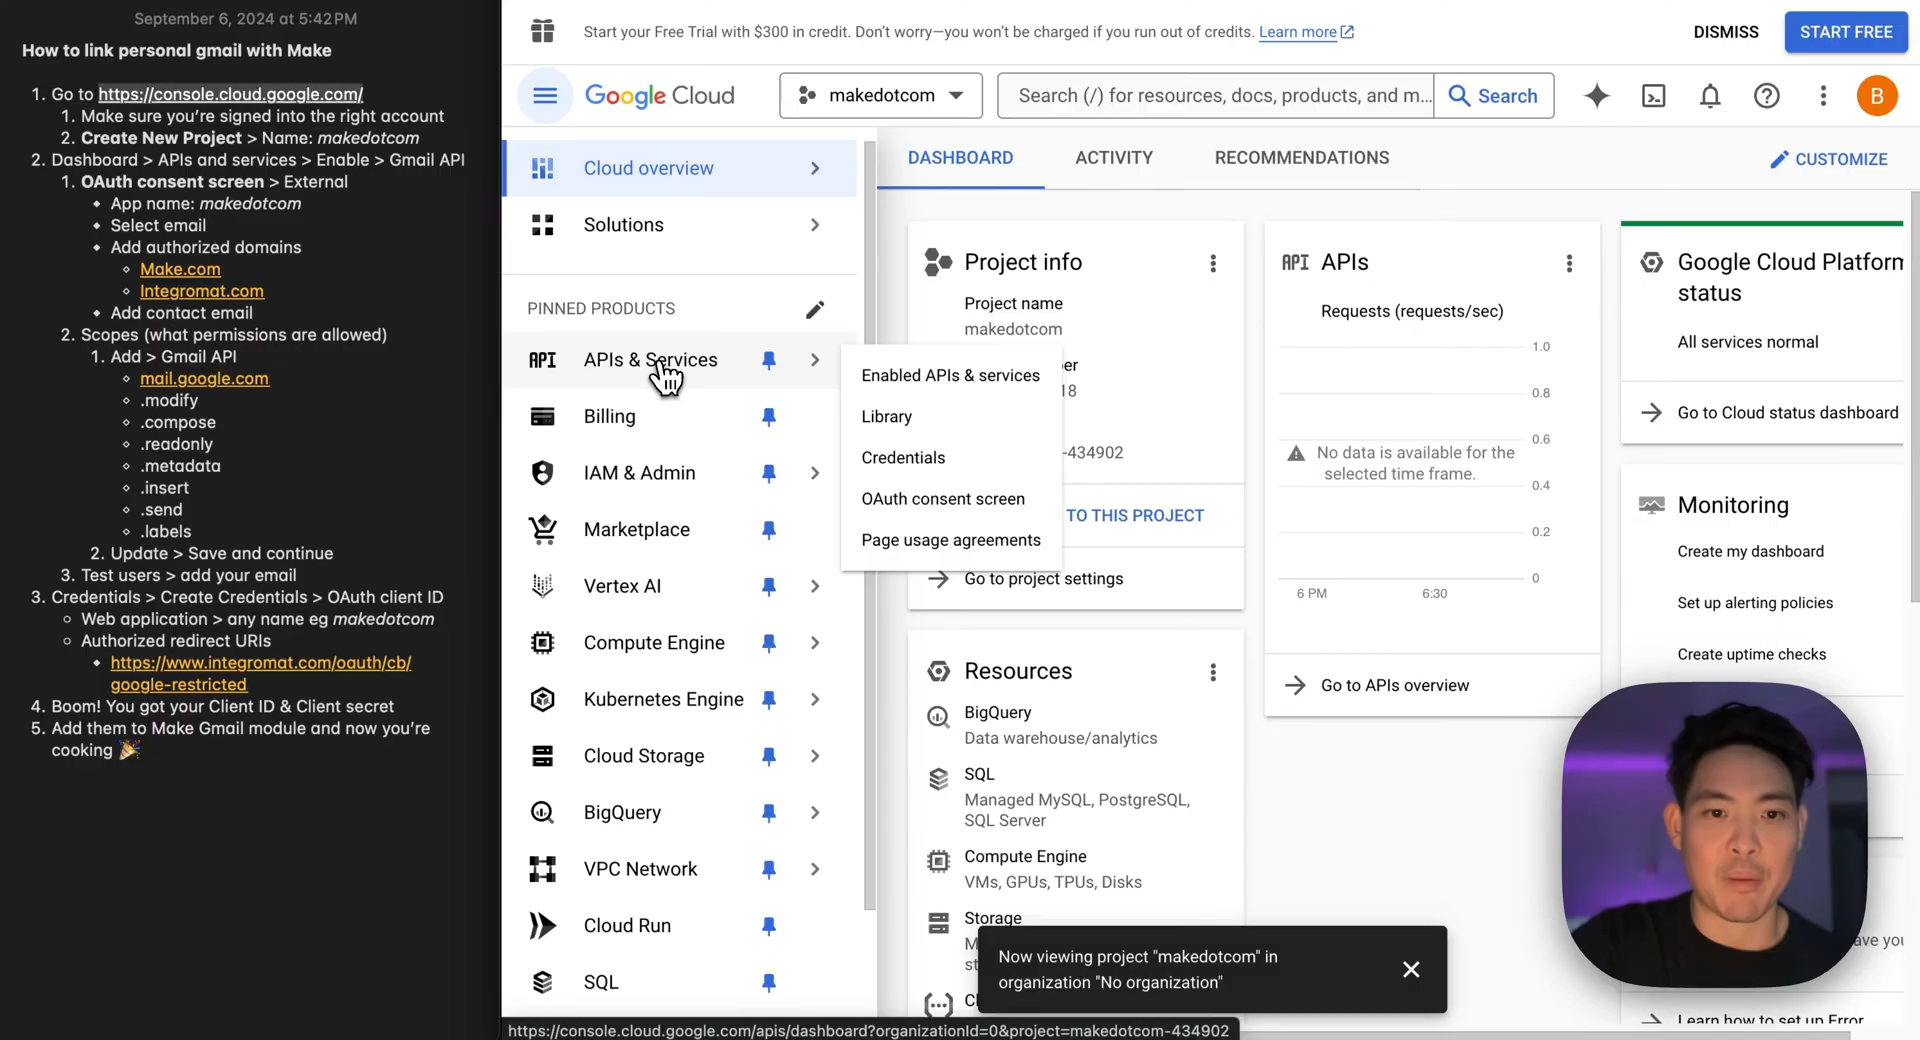 September 6, 2024 at 5:42 PM
How to link personal gmail with Make
1. Go to https://console.cloud.google.com/
1. Make sure you're signed into the right account
2. Create New Project > Name: makedotcom
2. Dashboard > APIs and services > Enable > Gmail API
1. OAuth consent screen > External
App name: makedotcom
Select email
Add authorized domains
Make.com
Integromat.com
Add contact email
2. Scopes (what permissions are allowed)
1. Add > Gmail API
mail.google.com
.modify
.compose
.readonly
.metadata
.insert
.send
.labels
2. Update > Save and continue
3. Test users > add your email
3. Credentials > Create Credentials > OAuth client ID
Web application > any name eg makedotcom
Authorized redirect URIs
https://www.integromat.com/oauth/cb/
google-restricted
4. Boom! You got your Client ID & Client secret
5. Add them to Make Gmail module and now you're
cooking 🎉
Start your Free Trial with $300 in credit. Don't worry—you won't be charged if you run out of credits. Learn more
DISMISS
START FREE
Google Cloud
makedotcom
Search (/) for resources, docs, products, and m...
Search
B
Cloud overview
Solutions
PINNED PRODUCTS
API APIs & Services
Billing
IAM & Admin
Marketplace
Vertex AI
Compute Engine
Kubernetes Engine
Cloud Storage
BigQuery
VPC Network
Cloud Run
SQL
Enabled APIs & services
Library
Credentials
OAuth consent screen
Page usage agreements
DASHBOARD
ACTIVITY
RECOMMENDATIONS
CUSTOMIZE
Project info
Project name
makedotcom
er
18
-434902
TO THIS PROJECT
Go to project settings
Resources
BigQuery
Data warehouse/analytics
SQL
Managed MySQL, PostgreSQL,
SQL Server
Compute Engine
VMs, GPUs, TPUs, Disks
Storage
M
st
Cl
API APIs
Requests (requests/sec)
1.0
0.8
0.6
No data is available for the
selected time frame.
0.4
0.2
0
6 PM
6:30
Go to APIs overview
Google Cloud Platform
status
All services normal
Go to Cloud status dashboard
Monitoring
Create my dashboard
Set up alerting policies
Create uptime checks
ave you
Learn how to set up Error
Now viewing project "makedotcom" in
organization "No organization"
https://console.cloud.google.com/apis/dashboard?organizationId=0&project=makedotcom-434902